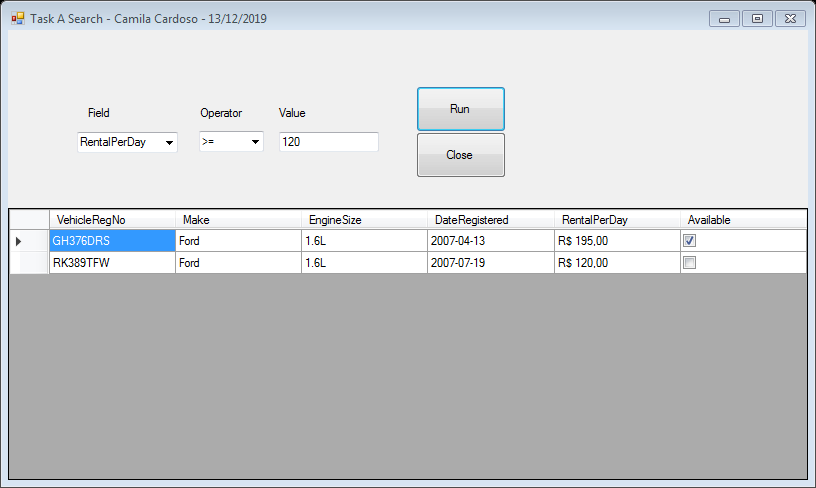 Task A Search - Camila Cardoso - 13/12/2019
Field Operator Value
RentalPerDay >= 120
Run
Close
VehicleRegNo Make EngineSize DateRegistered RentalPerDay Available
GH376DRS Ford 1.6L 2007-04-13 R$ 195,00
RK389TFW Ford 1.6L 2007-07-19 R$ 120,00